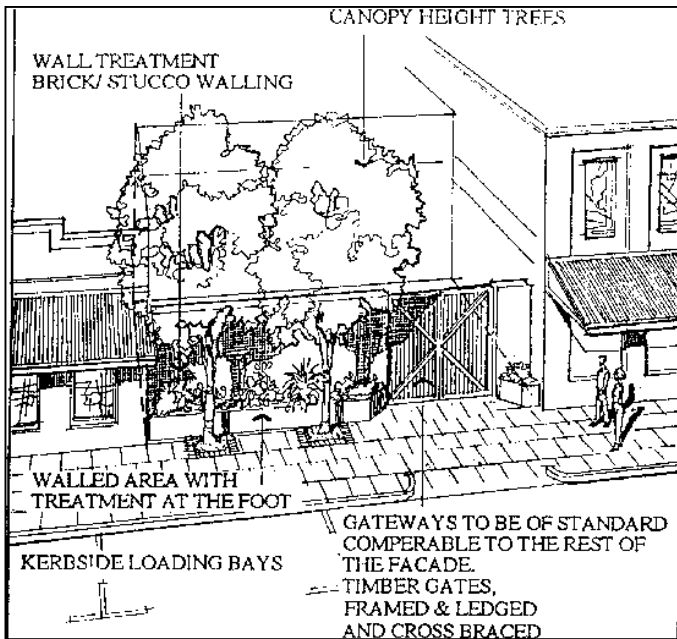 CANOPY HEIGHT TREES
WALL TREATMENT
BRICK/ STUCCO WALLING
WALLED AREA WITH
TREATMENT AT THE FOOT
KERBSIDE LOADING BAYS
GATEWAYS TO BE OF STANDARD
COMPERABLE TO THE REST OF
THE FACADE.
TIMBER GATES,
FRAMED & LEDGED
AND CROSS BRACED